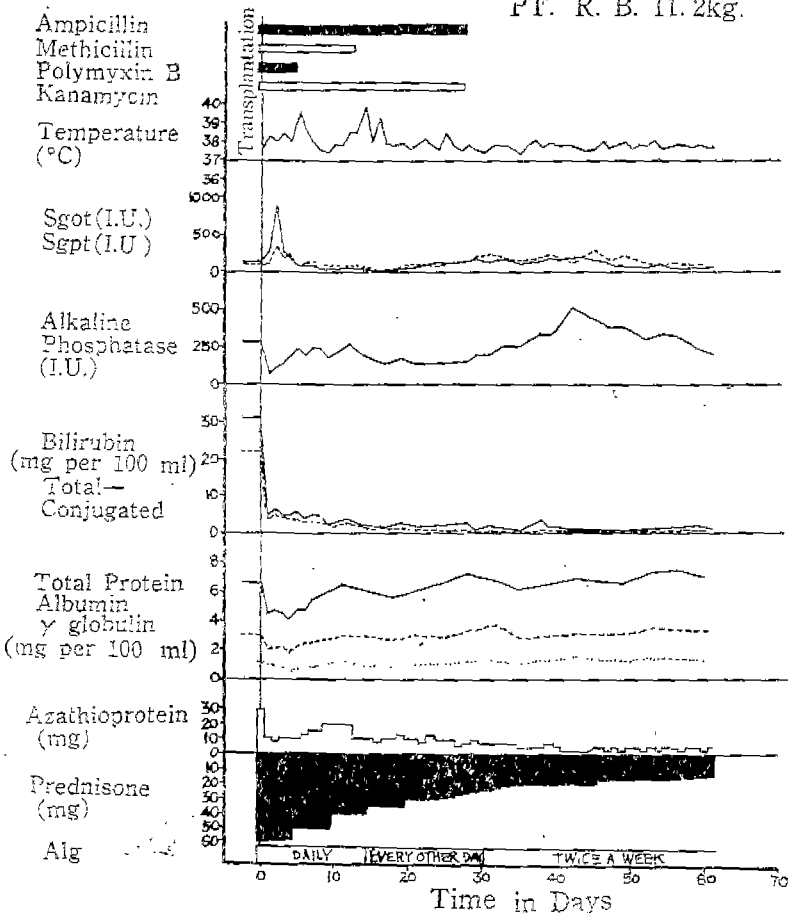 PT. R. B. 11.2kg.
Ampicillin
Methicillin
Polymyxin B
Kanamycin
Transplantation
Temperature
(°C)
40
39
38
37
36
Sgot (I.U.)
Sgpt (I.U)
1000
500
0
Alkaline
Phosphatase
(I.U.)
500
250
0
Bilirubin
(mg per 100 ml)
Total—
Conjugated
30
20
10
0
Total Protein
Albumin
γ globulin
(mg per 100 ml)
8
6
4
2
0
Azathioprotein
(mg)
30
20
10
0
Prednisone
(mg)
10
20
30
40
50
60
Alg
DAILY EVERY OTHER DAY TWICE A WEEK
0 10 20 30 40 50 60 70
Time in Days